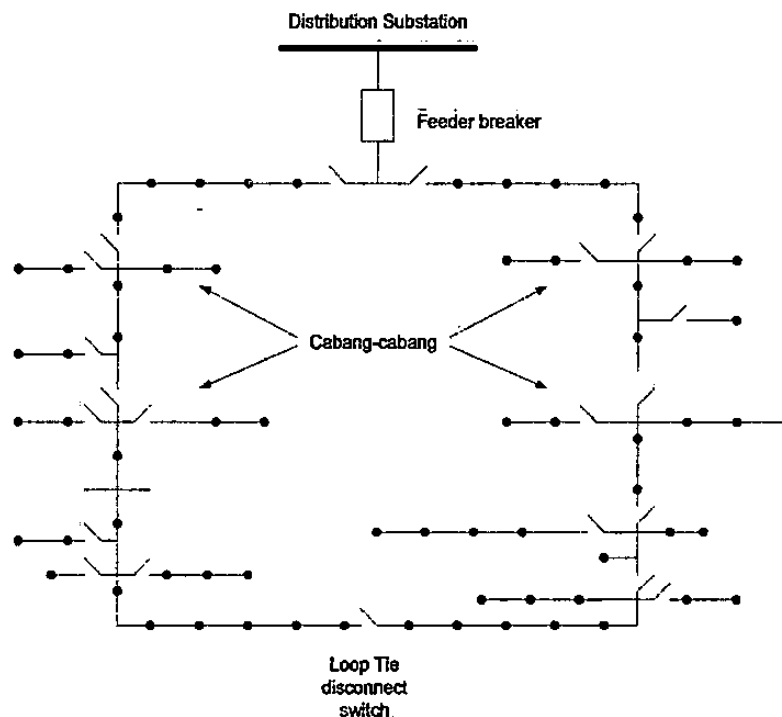 Distribution Substation
Feeder breaker
Cabang-cabang
Loop Tie
disconnect
switch